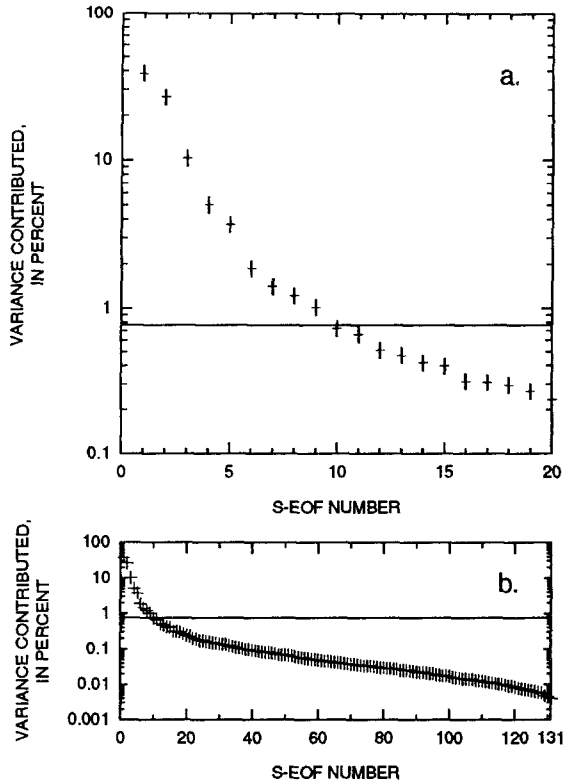 100
a.
10
1
0.1
0 5 10 15 20
VARIANCE CONTRIBUTED,
IN PERCENT
S-EOF NUMBER
100
b.
10
1
0.1
0.01
0.001
0 20 40 60 80 100 120 131
VARIANCE CONTRIBUTED,
IN PERCENT
S-EOF NUMBER